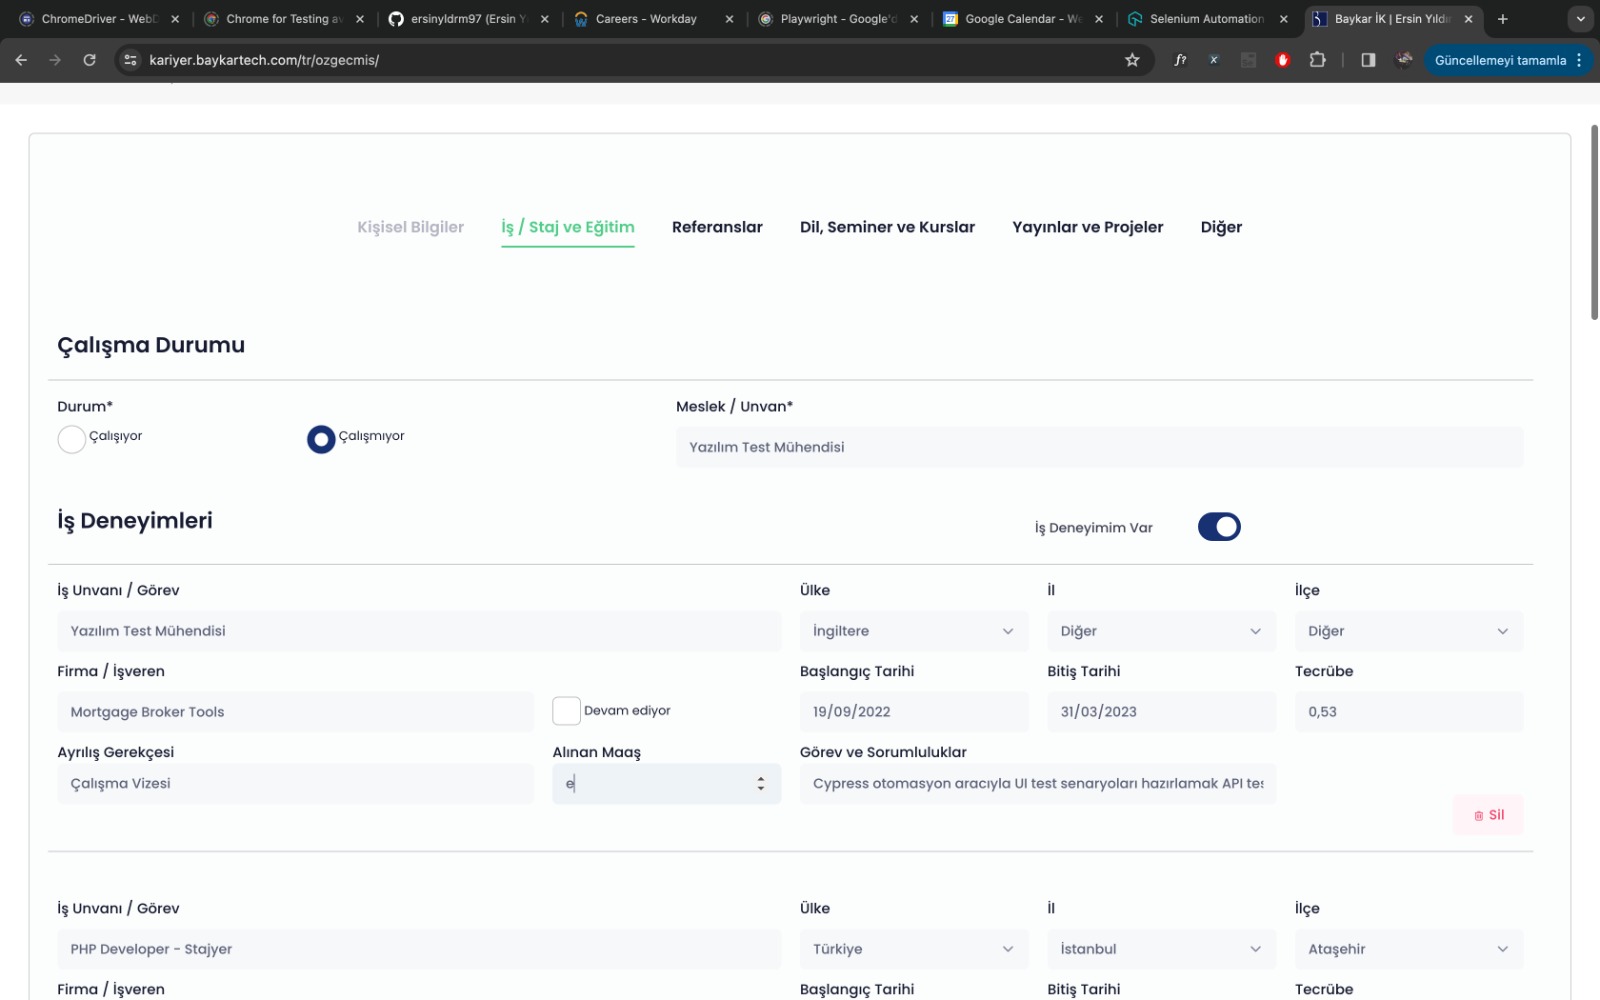 ChromeDriver - WebD
Chrome for Testing av
ersinyldrm97 (Ersin Y
Careers - Workday
Playwright - Google'd
Google Calendar - We
Selenium Automation
Baykar İK | Ersin Yıldır
kariyer.baykartech.com/tr/ozgecmis/
Güncellemeyi tamamla
Kişisel Bilgiler
İş / Staj ve Eğitim
Referanslar
Dil, Seminer ve Kurslar
Yayınlar ve Projeler
Diğer
Çalışma Durumu
Durum*
Meslek / Unvan*
Çalışıyor
Çalışmıyor
Yazılım Test Mühendisi
İş Deneyimleri
İş Deneyimim Var
İş Unvanı / Görev
Ülke
İl
İlçe
Yazılım Test Mühendisi
İngiltere
Diğer
Diğer
Firma / İşveren
Başlangıç Tarihi
Bitiş Tarihi
Tecrübe
Mortgage Broker Tools
Devam ediyor
19/09/2022
31/03/2023
0,53
Ayrılış Gerekçesi
Alınan Maaş
Görev ve Sorumluluklar
Çalışma Vizesi
e
Cypress otomasyon aracıyla UI test senaryoları hazırlamak API tes
Sil
İş Unvanı / Görev
Ülke
İl
İlçe
PHP Developer - Stajyer
Türkiye
İstanbul
Ataşehir
Firma / İşveren
Başlangıç Tarihi
Bitiş Tarihi
Tecrübe